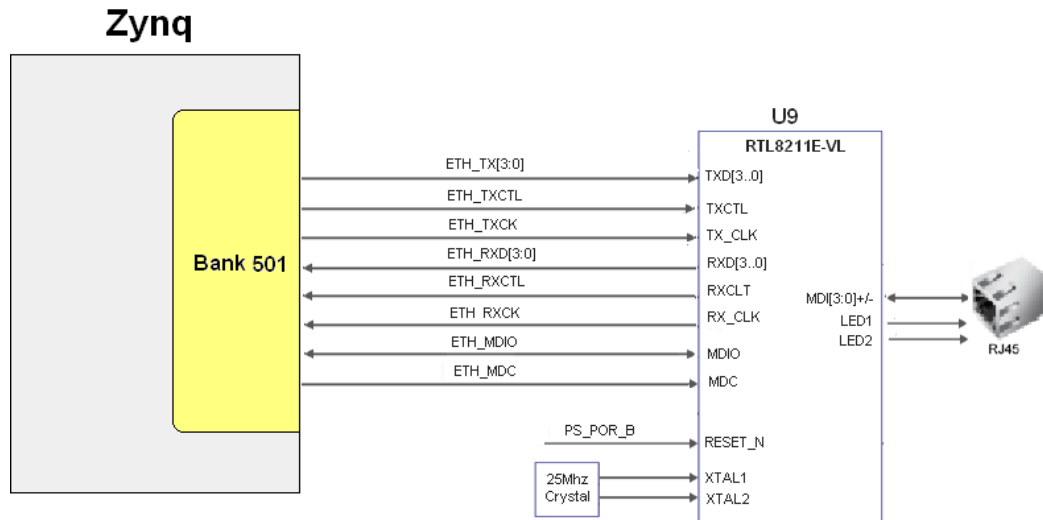 Zynq
Bank 501
ETH_TX[3:0]
ETH_TXCTL
ETH_TXCK
ETH_RXD[3:0]
ETH_RXCTL
ETH RXCK
ETH_MDIO
ETH_MDC
PS_POR_B
25Mhz
Crystal
U9
RTL8211E-VL
TXD[3..0]
TXCTL
TX_CLK
RXD[3..0]
RXCLT
RX_CLK
MDIO
MDC
RESET_N
XTAL1
XTAL2
MDI[3:0]+/-
LED1
LED2
RJ45